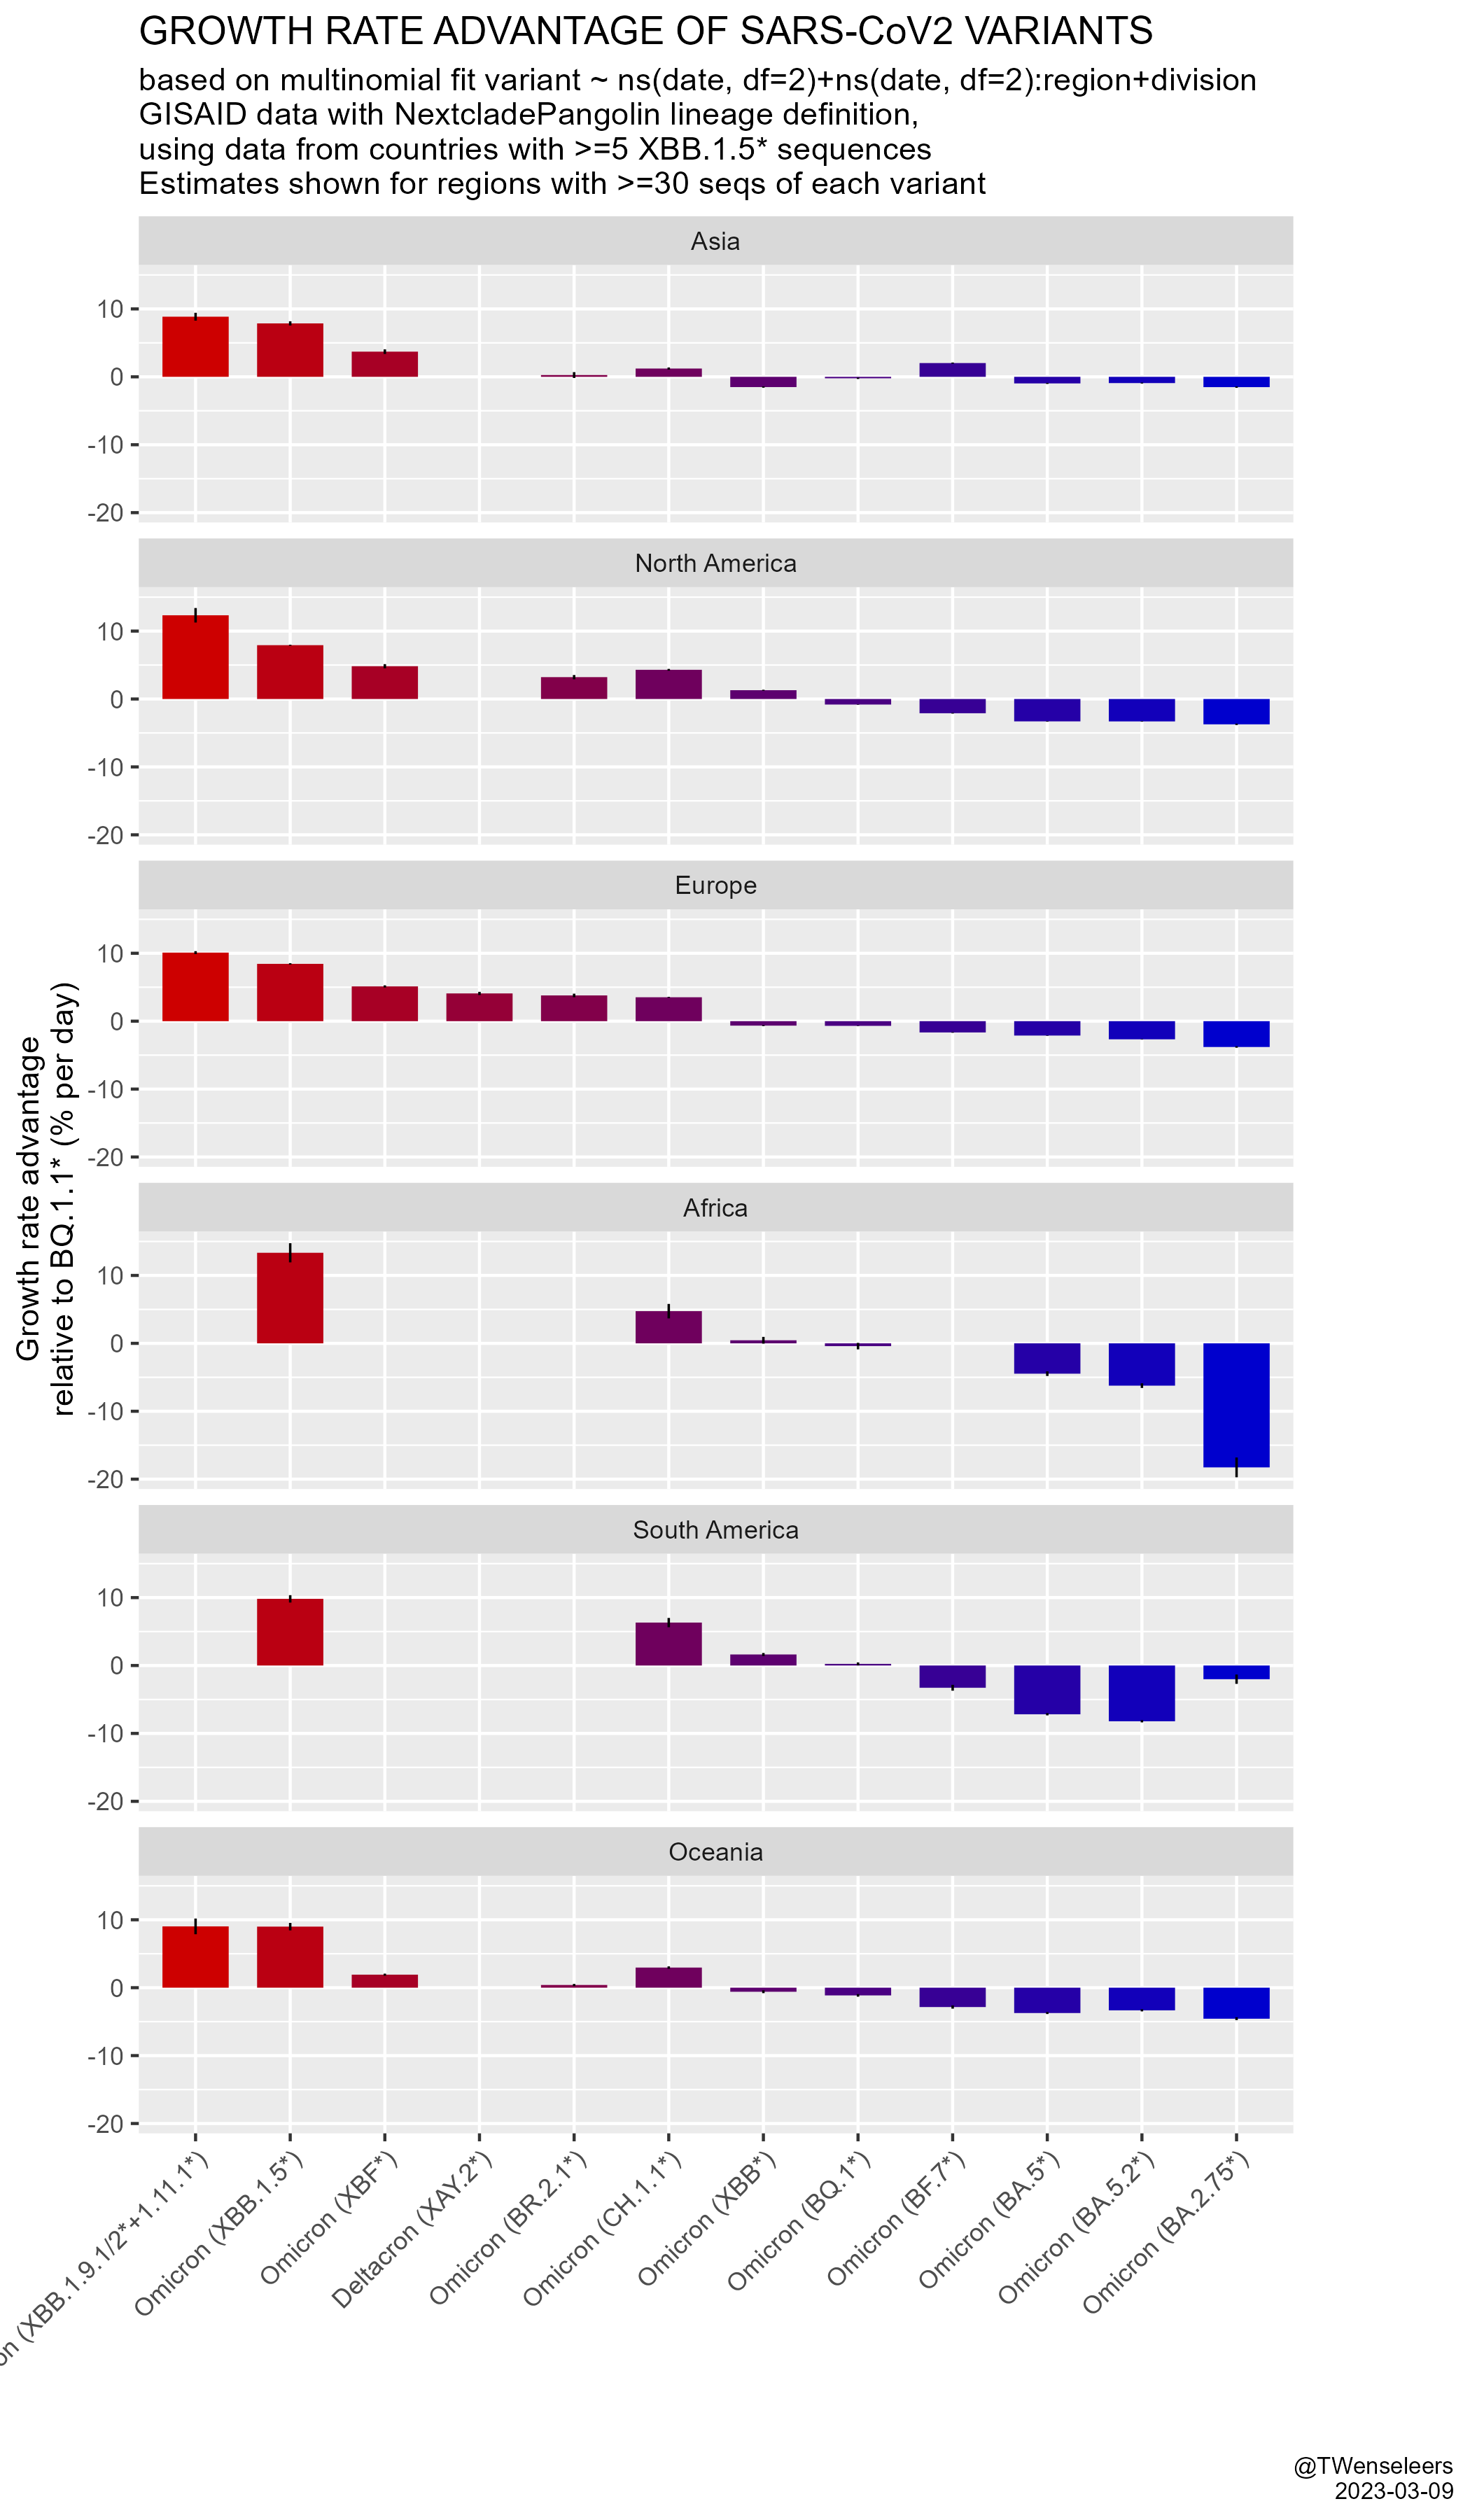 GROWTH RATE ADVANTAGE OF SARS-CoV2 VARIANTS
based on multinomial fit variant ~ ns(date, df=2)+ns(date, df=2):region+division
GISAID data with NextcladePangolin lineage definition,
using data from countries with >=5 XBB.1.5* sequences
Estimates shown for regions with >=30 seqs of each variant
Growth rate advantage
relative to BQ.1.1* (% per day)
Asia
10
0
-10
-20
North America
10
0
-10
-20
Europe
10
0
-10
-20
Africa
10
0
-10
-20
South America
10
0
-10
-20
Oceania
10
0
-10
-20
on (XBB.1.9.1/2*+1.11.1*)
Omicron (XBB.1.5*)
Omicron (XBF*)
Deltacron (XAY.2*)
Omicron (BR.2.1*)
Omicron (CH.1.1*)
Omicron (XBB*)
Omicron (BQ.1*)
Omicron (BF.7*)
Omicron (BA.5*)
Omicron (BA.5.2*)
Omicron (BA.2.75*)
@TWenseleers
2023-03-09